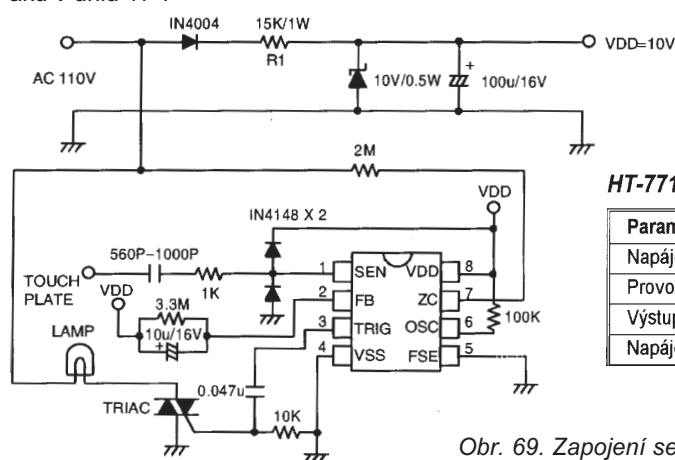 IN4004
15K/1W
R1
AC 110V
10V/0.5W
+
100u/16V
VDD=10V
2M
VDD
IN4148 X 2
560P-1000P
TOUCH
PLATE
1K
VDD
3.3M
10u/16V
+
LAMP
TRIAC
0.047u
10K
1
SEN
VDD
8
2
FB
ZC
7
3
TRIG
OSC
6
4
VSS
FSE
5
100K
HT-771
Param
Napáje
Provo
Výstup
Napáje
Obr. 69. Zapojení se